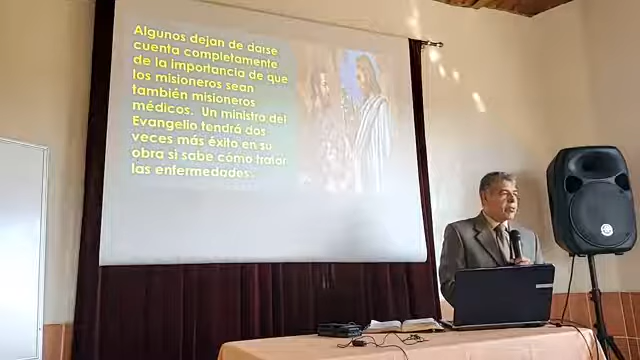 Algunos dejan de darse
cuenta completamente
de la importancia de que
los misioneros sean
también misioneros
médicos. Un ministro del
Evangelio tendrá dos
veces más éxito en su
obra si sabe cómo tratar
las enfermedades.